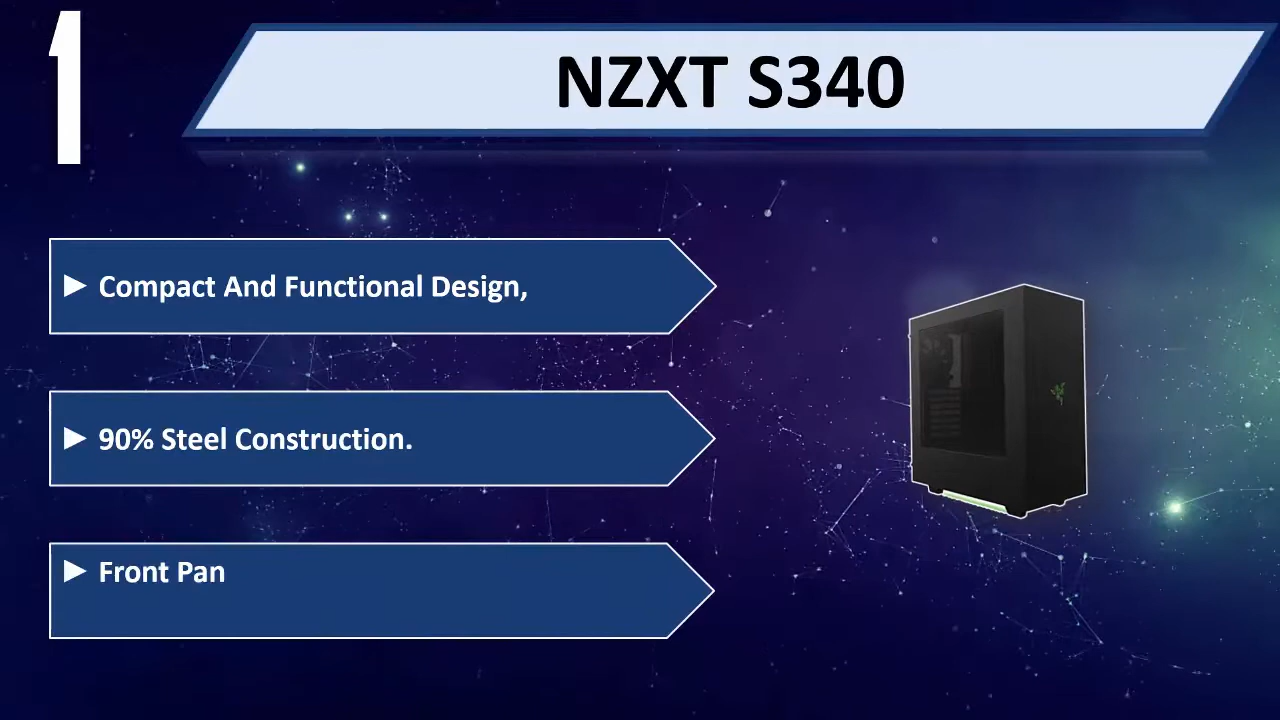 1
NZXT S340
► Compact And Functional Design,
► 90% Steel Construction.
► Front Pan